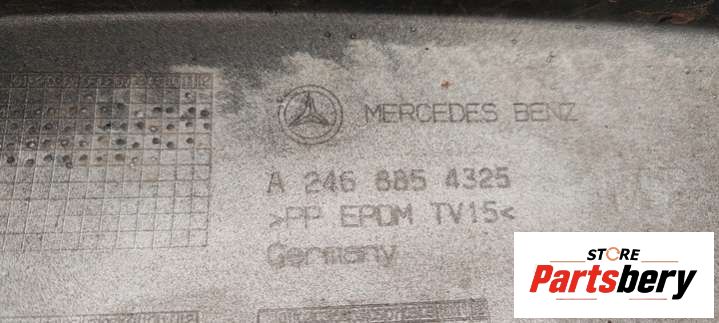 MERCEDES BENZ
A 246 885 4325
>PP EPDM TV15<
Germany
STORE
Partsbery